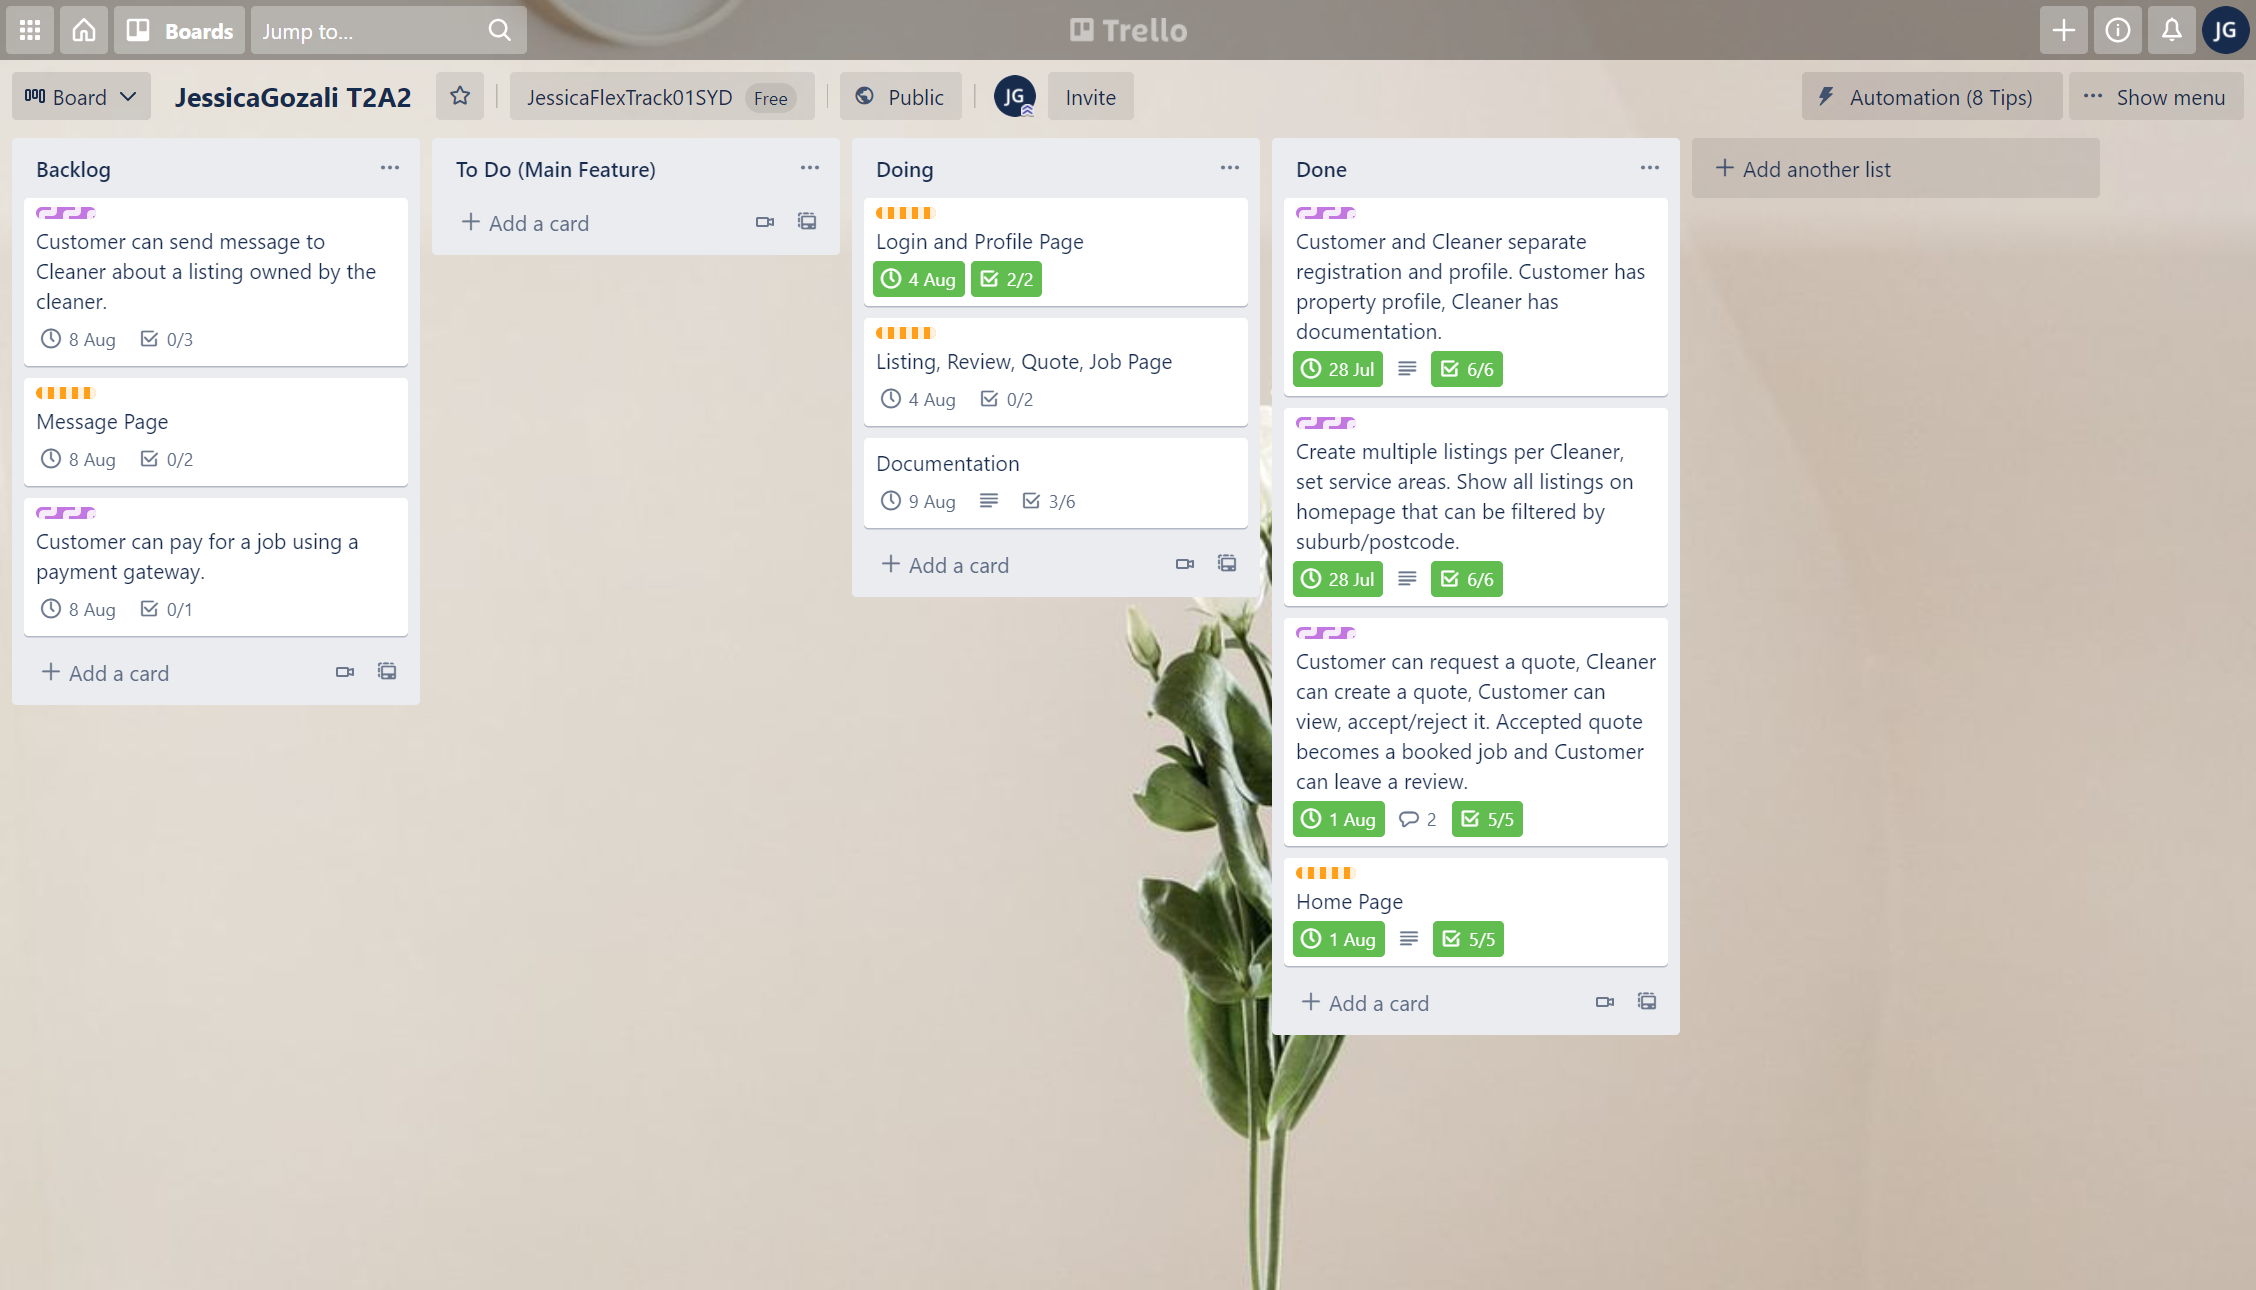 Boards
Jump to...
Trello
JG
Board
JessicaGozali T2A2
JessicaFlexTrack01SYD Free
Public
JG
Invite
Automation (8 Tips)
Show menu
Backlog
Customer can send message to
Cleaner about a listing owned by the
cleaner.
8 Aug 0/3
Message Page
8 Aug 0/2
Customer can pay for a job using a
payment gateway.
8 Aug 0/1
Add a card
To Do (Main Feature)
Add a card
Doing
Login and Profile Page
4 Aug 2/2
Listing, Review, Quote, Job Page
4 Aug 0/2
Documentation
9 Aug 3/6
Add a card
Done
Customer and Cleaner separate
registration and profile. Customer has
property profile, Cleaner has
documentation.
28 Jul 6/6
Create multiple listings per Cleaner,
set service areas. Show all listings on
homepage that can be filtered by
suburb/postcode.
28 Jul 6/6
Customer can request a quote, Cleaner
can create a quote, Customer can
view, accept/reject it. Accepted quote
becomes a booked job and Customer
can leave a review.
1 Aug 2 5/5
Home Page
1 Aug 5/5
Add a card
Add another list